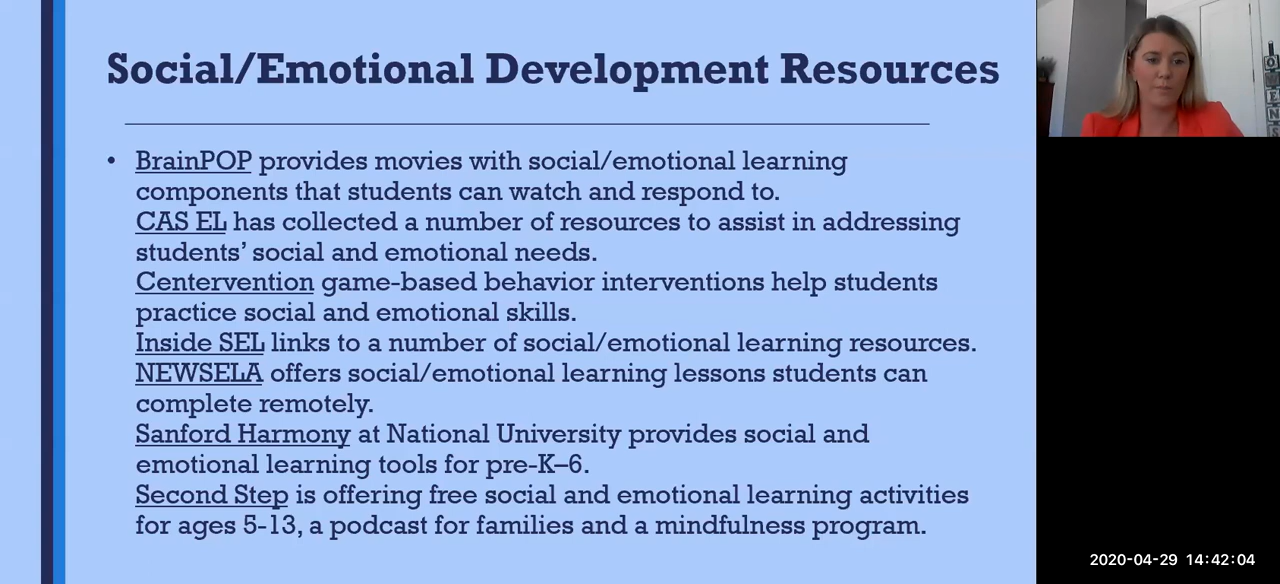 Social/Emotional Development Resources
• BrainPOP provides movies with social/emotional learning
components that students can watch and respond to.
CAS EL has collected a number of resources to assist in addressing
students’ social and emotional needs.
Centervention game-based behavior interventions help students
practice social and emotional skills.
Inside SEL links to a number of social/emotional learning resources.
NEWSELA offers social/emotional learning lessons students can
complete remotely.
Sanford Harmony at National University provides social and
emotional learning tools for pre-K–6.
Second Step is offering free social and emotional learning activities
for ages 5-13, a podcast for families and a mindfulness program.
2020-04-29 14:42:04